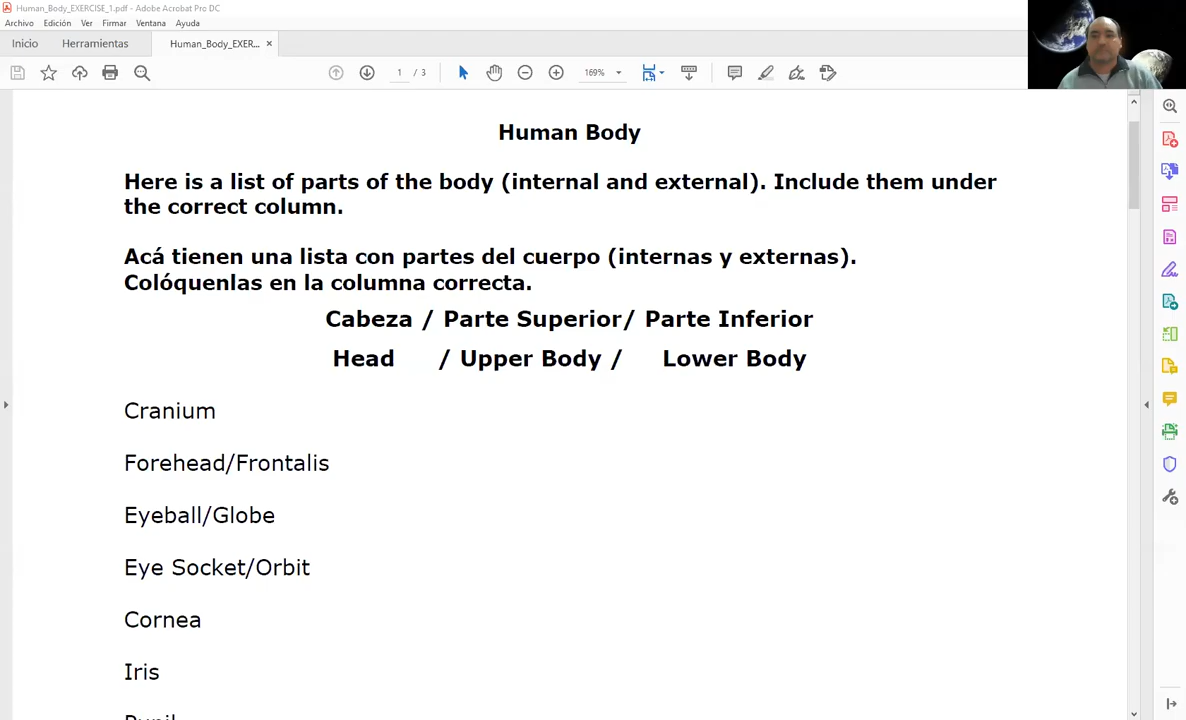 Human_Body_EXERCISE_1.pdf - Adobe Acrobat Pro DC
Archivo Edición Ver Firmar Ventana Ayuda
Inicio Herramientas Human_Body_EXER... ×
1 / 3 169%
Human Body
Here is a list of parts of the body (internal and external). Include them under
the correct column.
Acá tienen una lista con partes del cuerpo (internas y externas).
Colóquenlas en la columna correcta.
Cabeza / Parte Superior/ Parte Inferior
Head / Upper Body / Lower Body
Cranium
Forehead/Frontalis
Eyeball/Globe
Eye Socket/Orbit
Cornea
Iris
Pupil